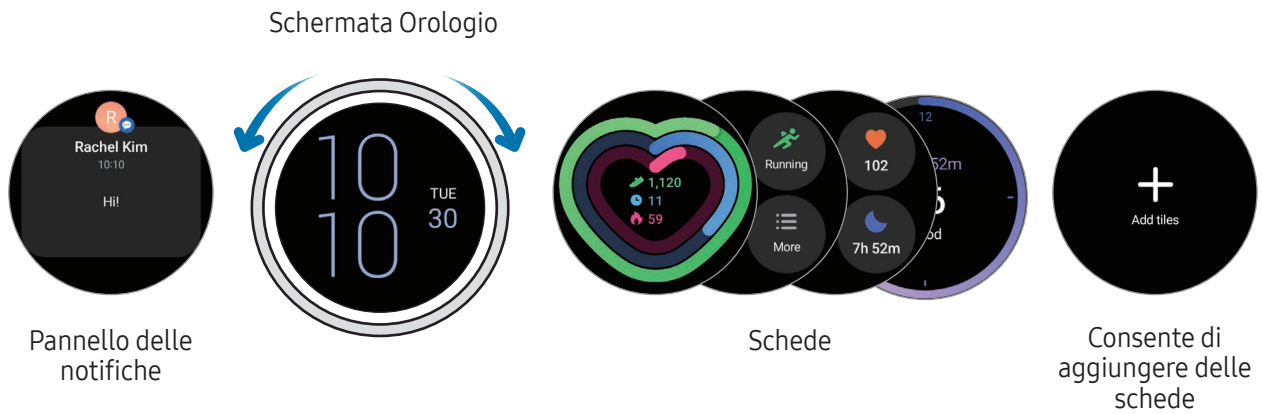 Schermata Orologio
R
Rachel Kim
10:10
Hi!
10
10
TUE
30
1,120
11
59
Running
More
102
7h 52m
12
52m
Add tiles
Pannello delle
notifiche
Schede
Consente di
aggiungere delle
schede